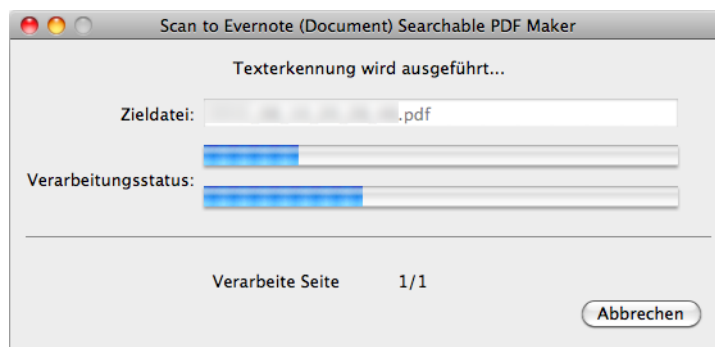 Scan to Evernote (Document) Searchable PDF Maker
Texterkennung wird ausgeführt...
Zieldatei: .pdf
Verarbeitungsstatus:
Verarbeite Seite 1/1
Abbrechen